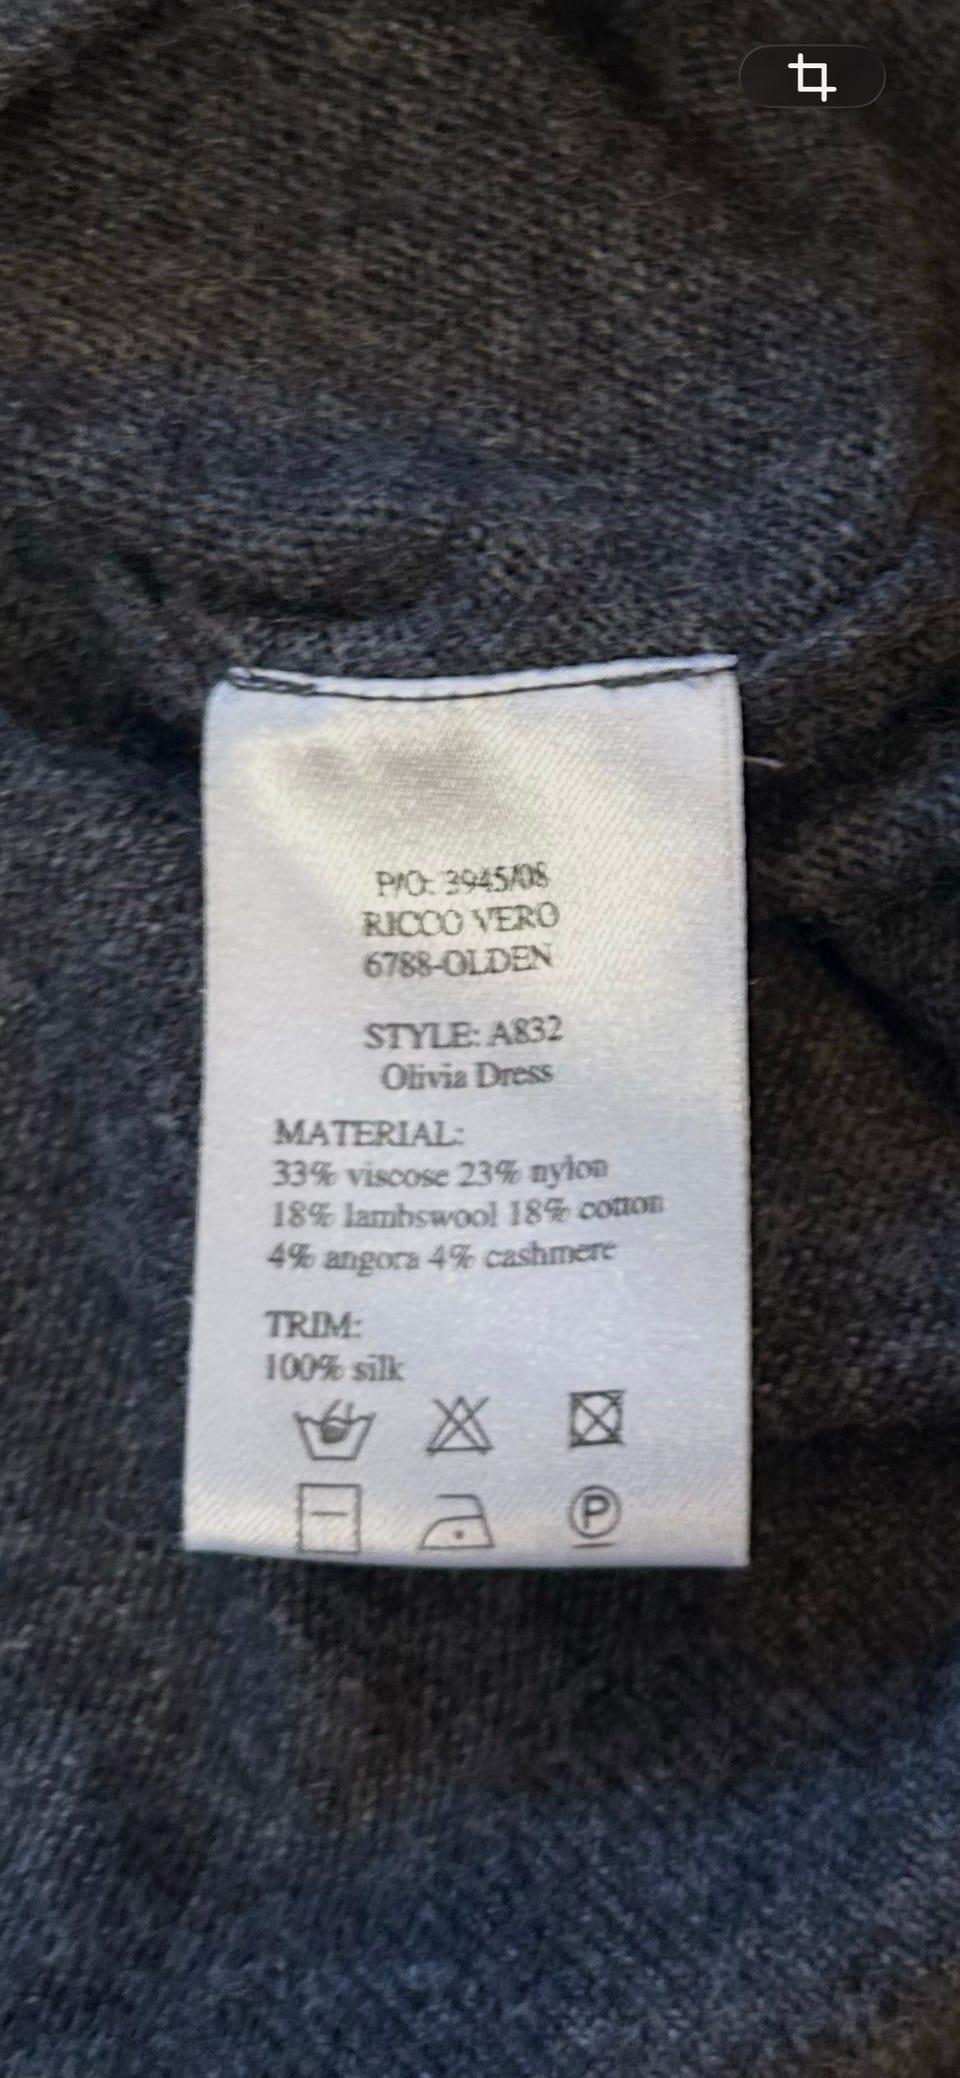 P/O: 3945/08
RICCO VERO
6788-OLDEN
STYLE: A832
Olivia Dress
MATERIAL:
33% viscose 23% nylon
18% lambswool 18% cotton
4% angora 4% cashmere
TRIM:
100% silk
P